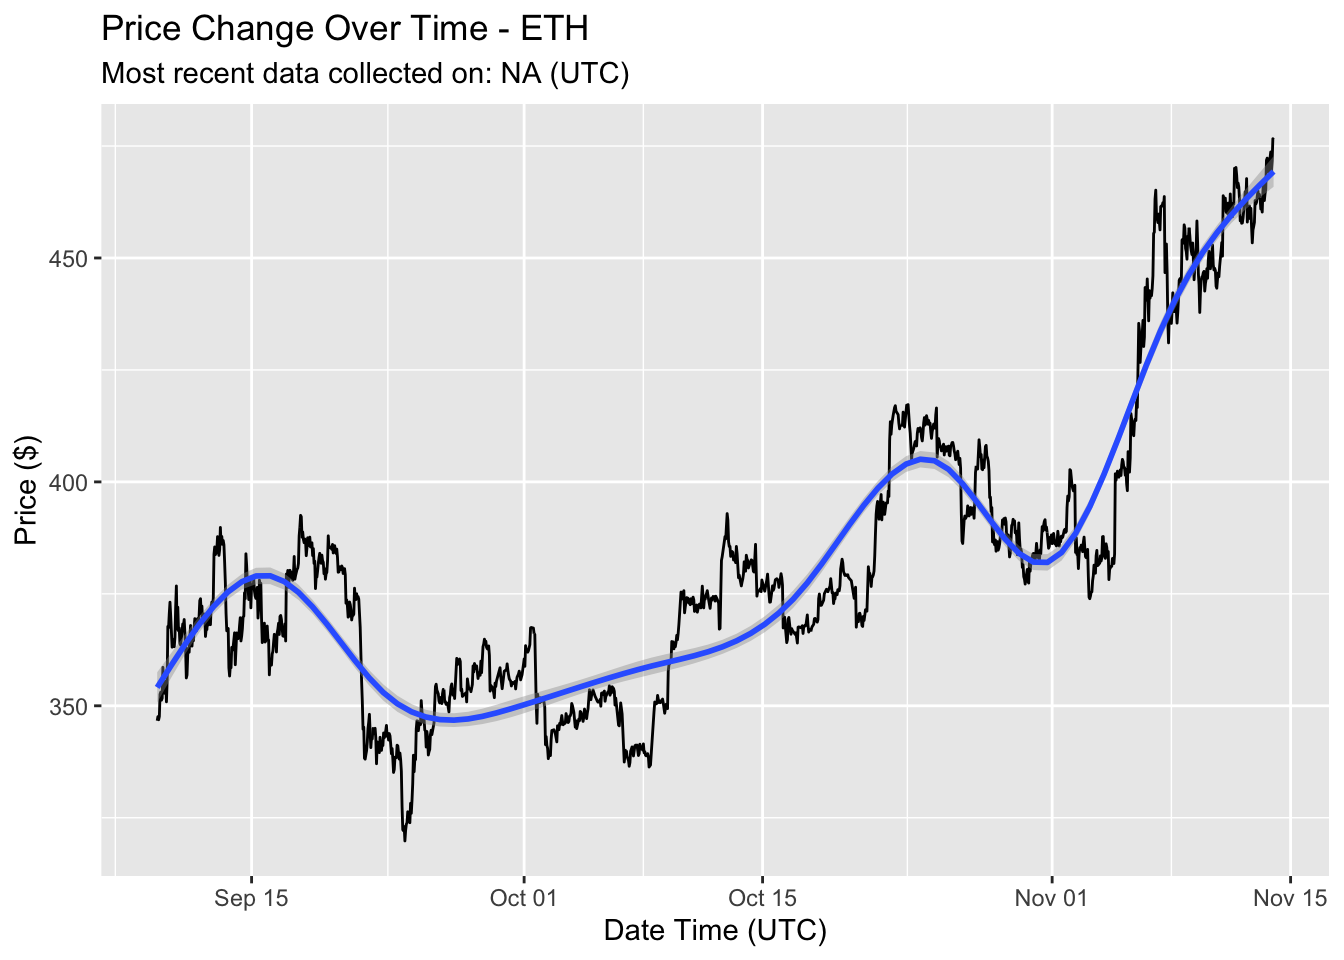 Price Change Over Time - ETH
Most recent data collected on: NA (UTC)
Price ($)
450
400
350
Sep 15 Oct 01 Oct 15 Nov 01 Nov 15
Date Time (UTC)